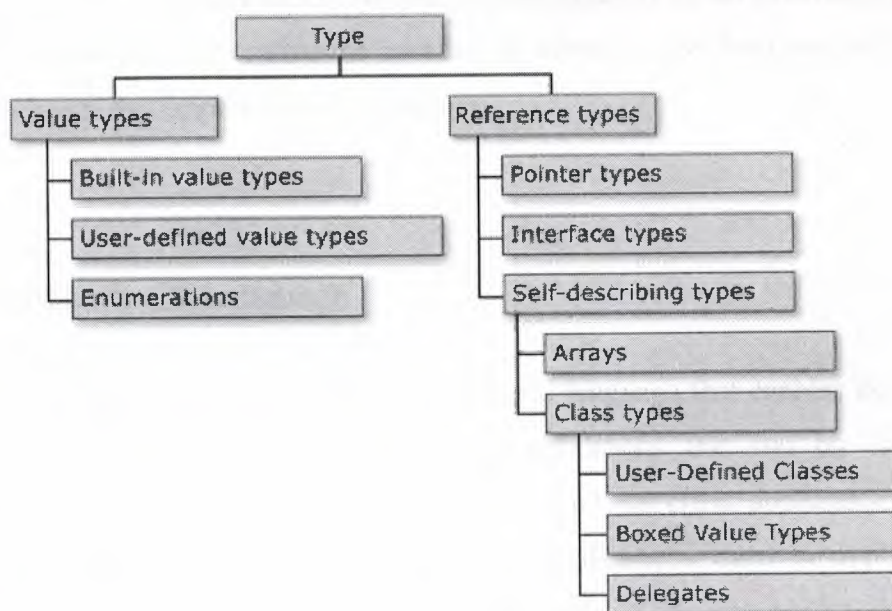 Type
Value types
Built-in value types
User-defined value types
Enumerations
Reference types
Pointer types
Interface types
Self-describing types
Arrays
Class types
User-Defined Classes
Boxed Value Types
Delegates